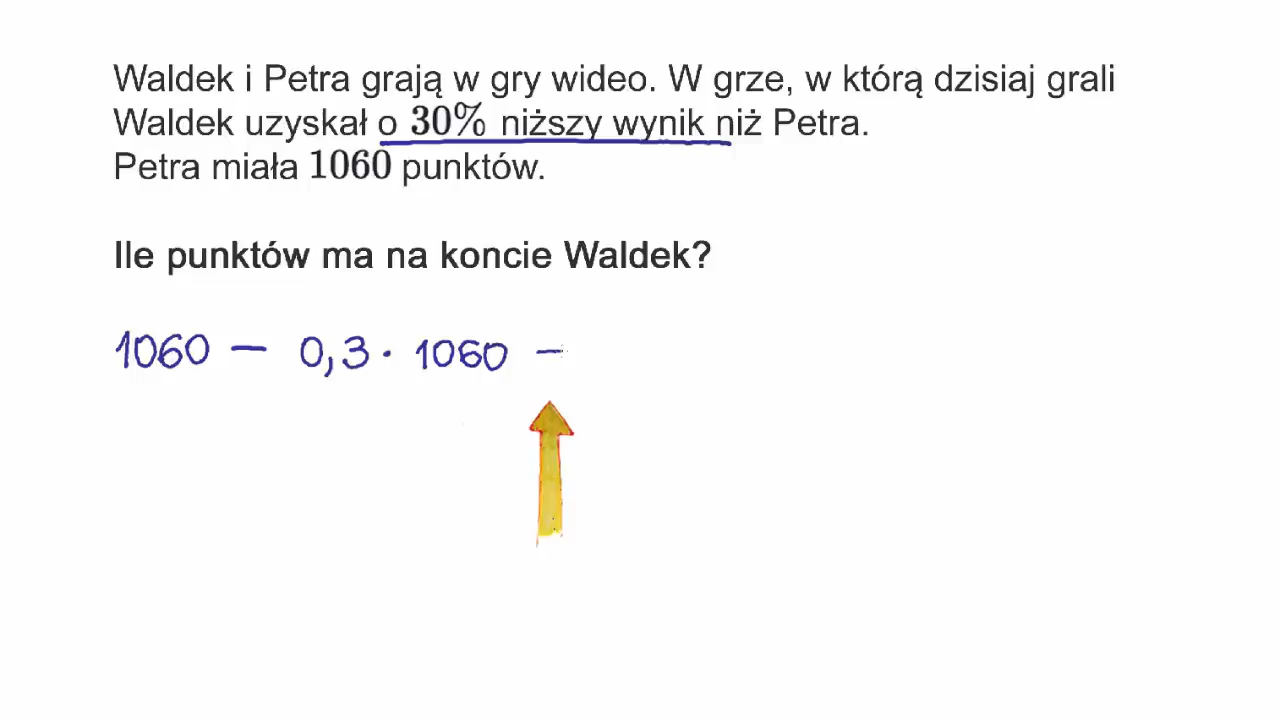 Waldek i Petra grają w gry wideo. W grze, w którą dzisiaj grali
Waldek uzyskał o 30% niższy wynik niż Petra.
Petra miała 1060 punktów.
Ile punktów ma na koncie Waldek?
1060 — 0,3 · 1060 –